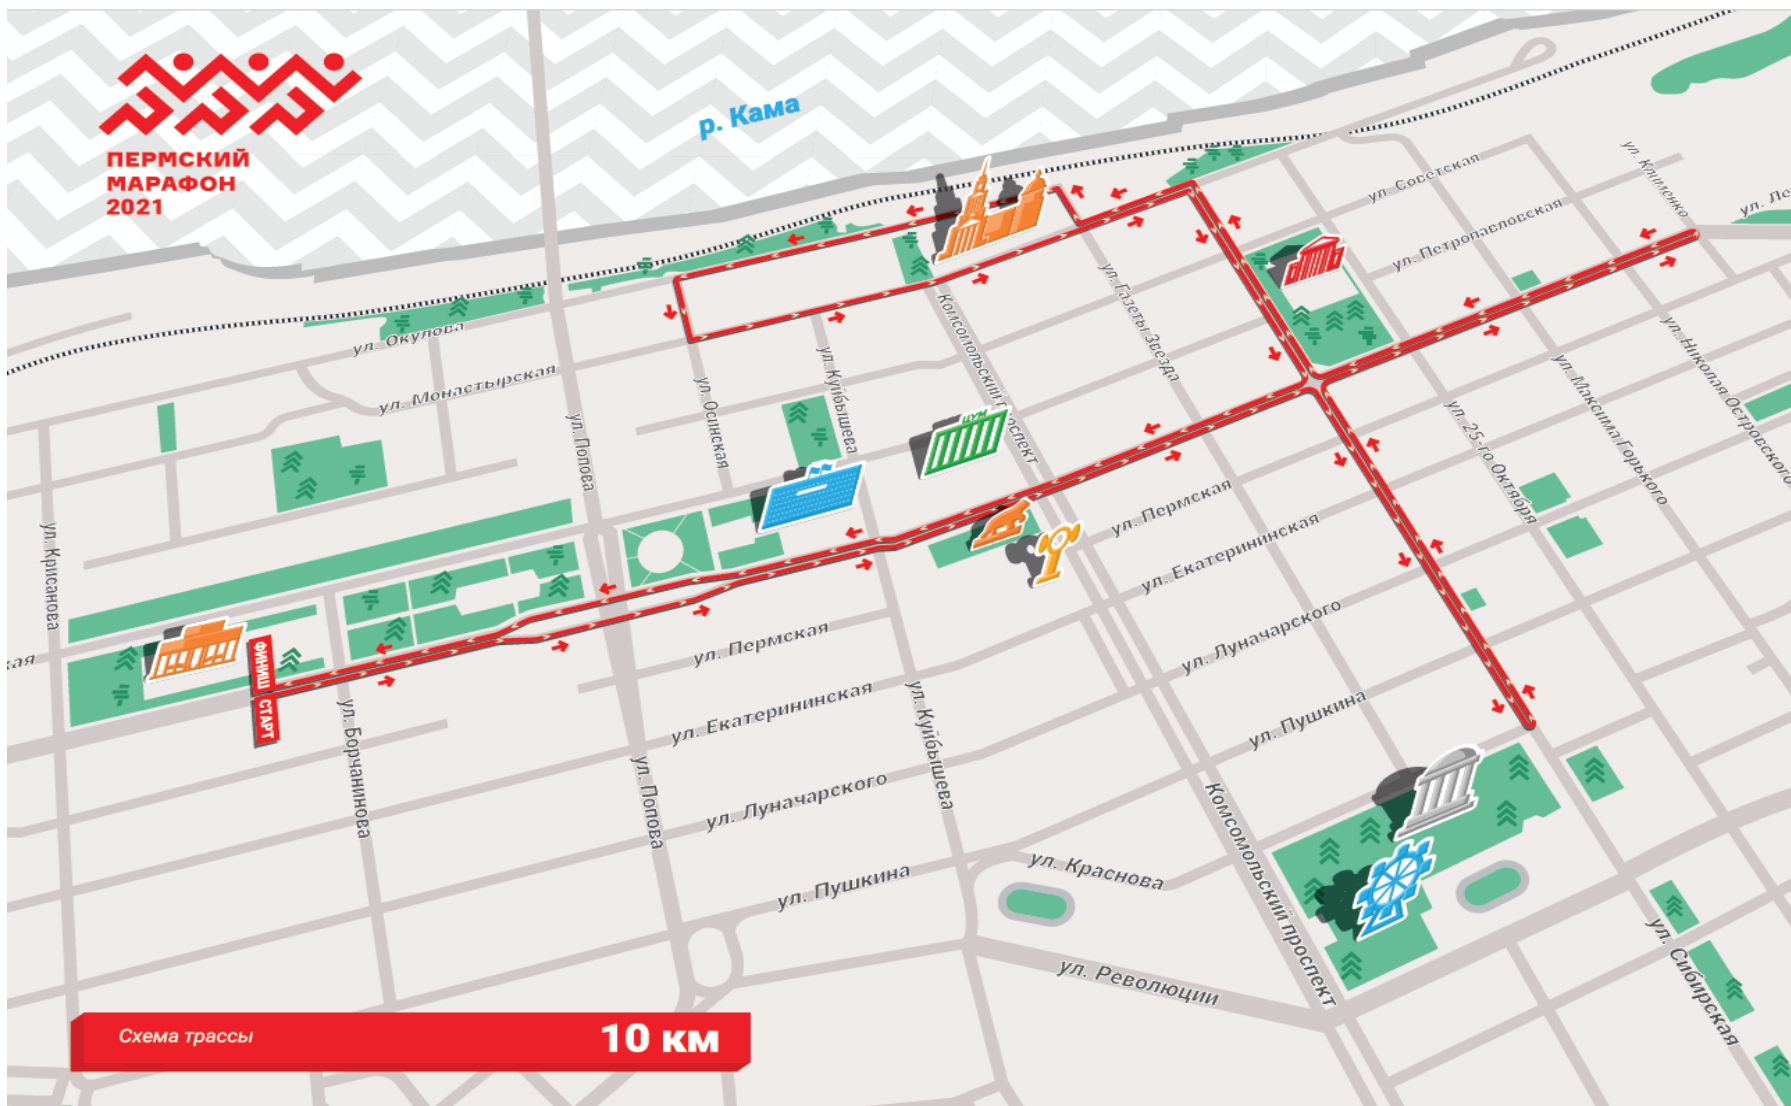 ПЕРМСКИЙ
МАРАФОН
2021
р. Кама
ул. Советская
ул. Клименко
ул. Ле
ул. Петропавловская
ул. Газеты Звезда
Комсомольский проспект
ул. Окулова
ул. Монастырская
ул. Осинская
ул. Куйбышева
ул. Попова
ул. Николая Островского
ул. Максима Горького
ул. 25-го Октября
ЦУМ
ул. Крисанова
ул. Пермская
ул. Екатерининская
ул. Луначарского
ул. Пушкина
ская
ФИНИШ
СТАРТ
ул. Борчанинова
ул. Пермская
ул. Екатерининская
ул. Луначарского
ул. Пушкина
ул. Попова
ул. Куйбышева
ул. Краснова
ул. Революции
Комсомольский проспект
ул. Сибирская
Схема трассы
10 км